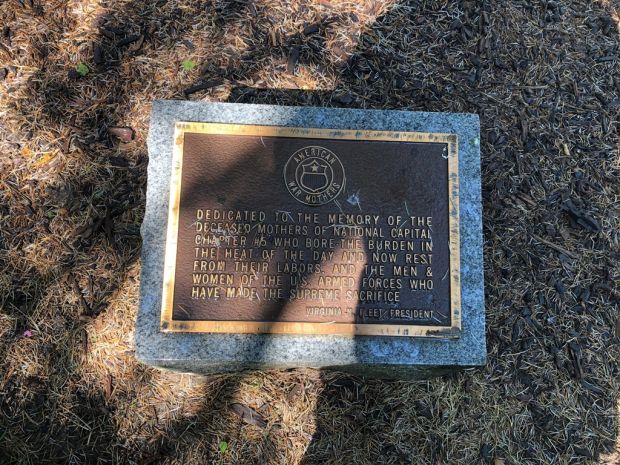 AMERICAN
WAR MOTHERS
DEDICATED TO THE MEMORY OF THE
DECEASED MOTHERS OF NATIONAL CAPITAL
CHAPTER #5 WHO BORE THE BURDEN IN
THE HEAT OF THE DAY AND NOW REST
FROM THEIR LABORS, AND THE MEN &
WOMEN OF THE U.S. ARMED FORCES WHO
HAVE MADE THE SUPREME SACRIFICE
VIRGINIA M. FLEET, PRESIDENT